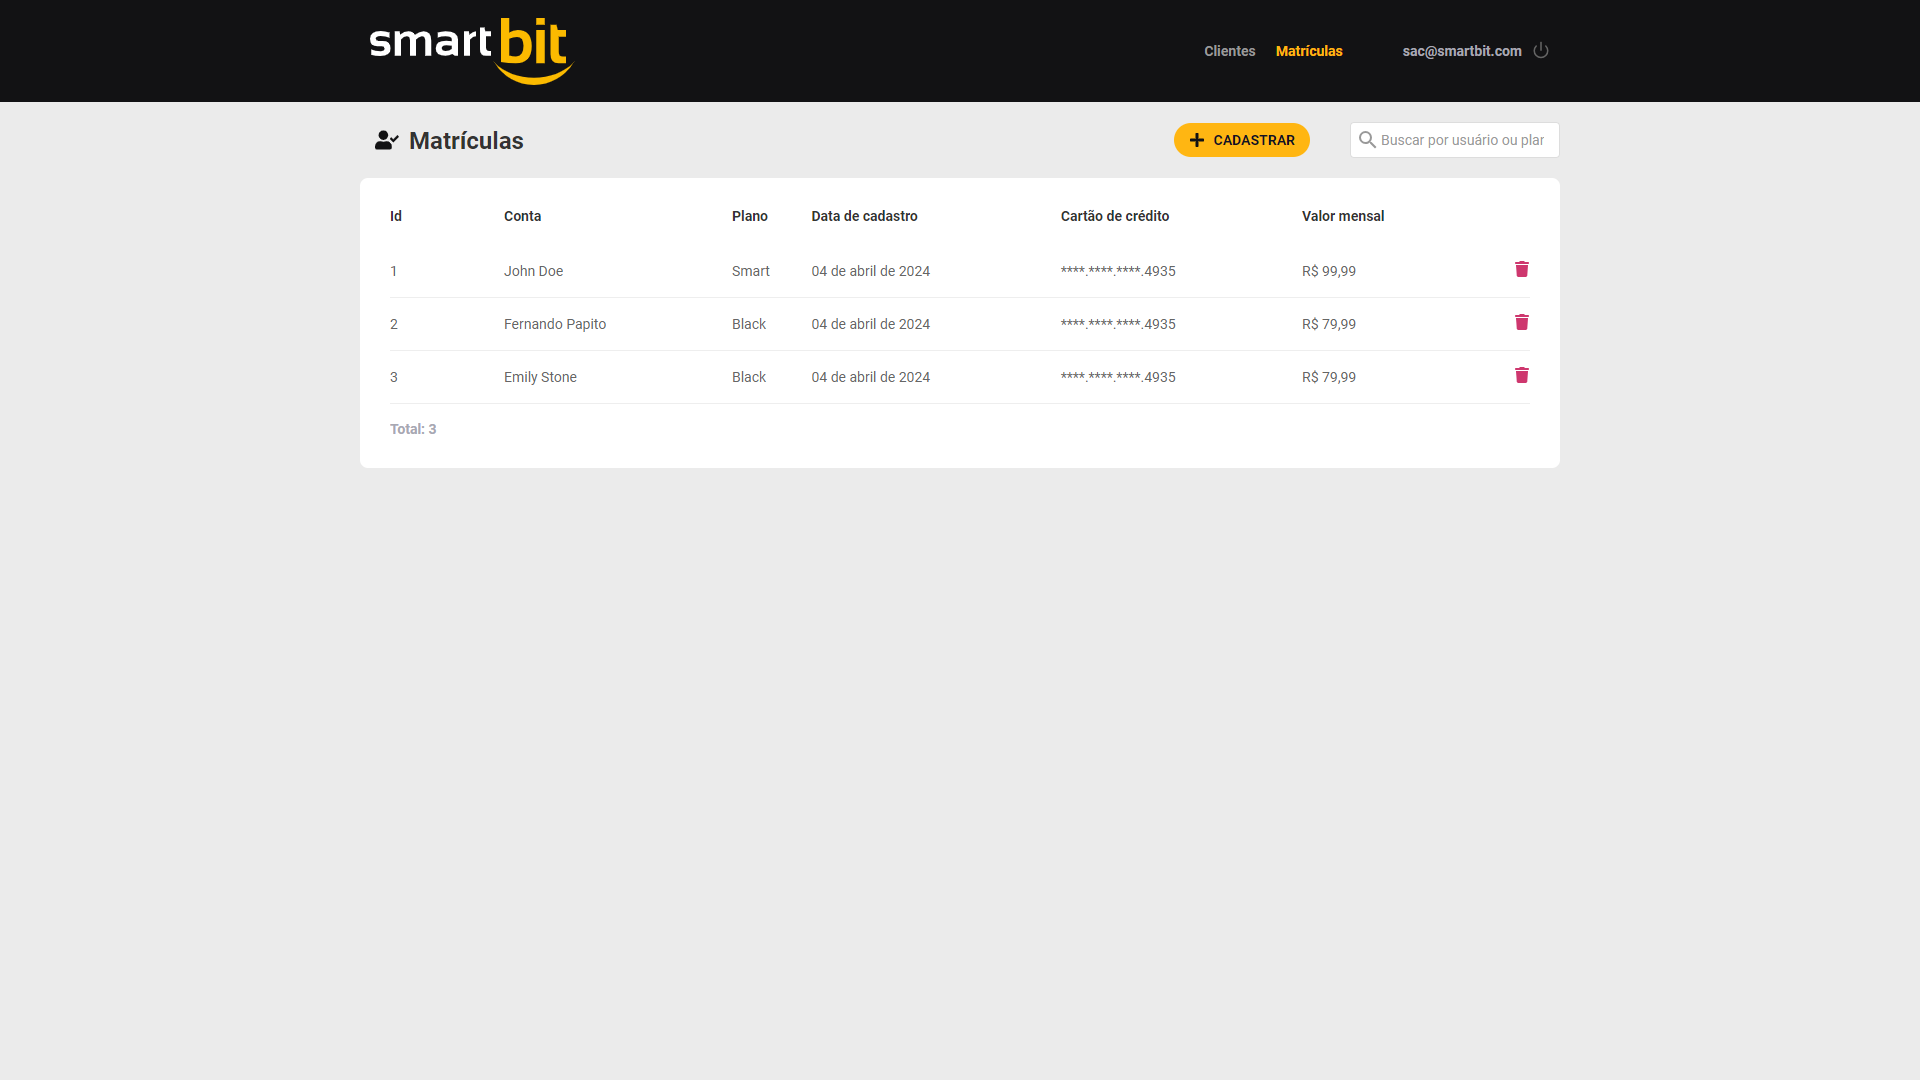 smartbit
Clientes Matrículas sac@smartbit.com
Matrículas
CADASTRAR
Buscar por usuário ou plar
Id Conta Plano Data de cadastro Cartão de crédito Valor mensal
1 John Doe Smart 04 de abril de 2024 ****.****.****.4935 R$ 99,99
2 Fernando Papito Black 04 de abril de 2024 ****.****.****.4935 R$ 79,99
3 Emily Stone Black 04 de abril de 2024 ****.****.****.4935 R$ 79,99
Total: 3